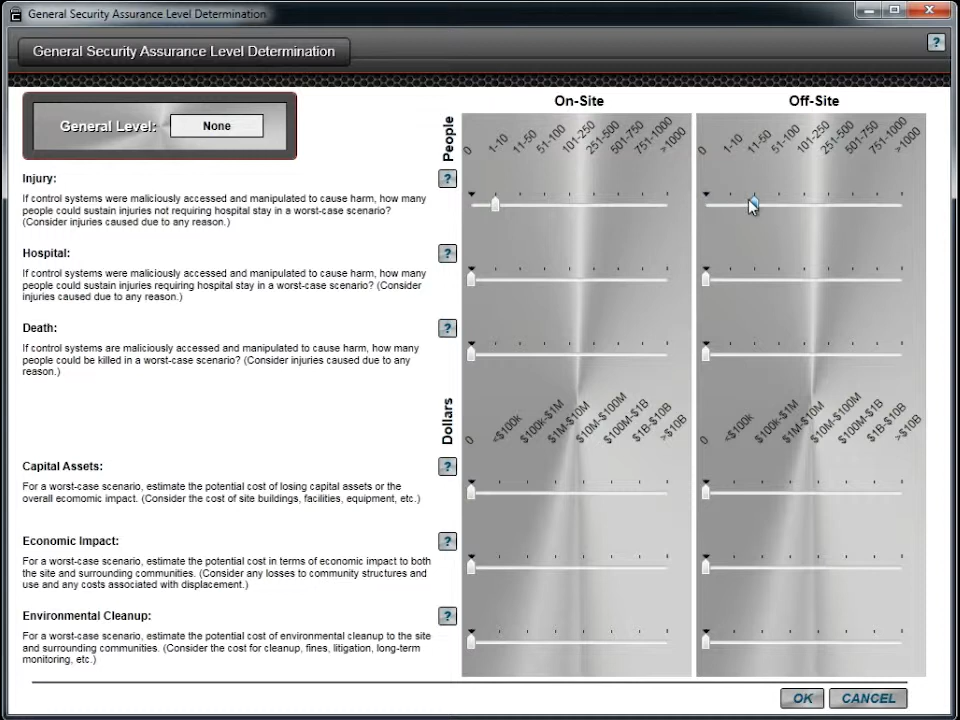 General Security Assurance Level Determination
General Security Assurance Level Determination
?
On-Site
Off-Site
General Level:
None
People
0
1-10
11-50
51-100
101-250
251-500
501-750
751-1000
>1000
0
1-10
11-50
51-100
101-250
251-500
501-750
751-1000
>1000
Injury:
?
If control systems were maliciously accessed and manipulated to cause harm, how many
people could sustain injuries not requiring hospital stay in a worst-case scenario?
(Consider injuries caused due to any reason.)
Hospital:
?
If control systems were maliciously accessed and manipulated to cause harm, how many
people could sustain injuries requiring hospital stay in a worst-case scenario? (Consider
injuries caused due to any reason.)
Death:
?
If control systems are maliciously accessed and manipulated to cause harm, how many
people could be killed in a worst-case scenario? (Consider injuries caused due to any
reason.)
Dollars
0
<$100k
$100k-$1M
$1M-$10M
$10M-$100M
$100M-$1B
$1B-$10B
>$10B
0
<$100k
$100k-$1M
$1M-$10M
$10M-$100M
$100M-$1B
$1B-$10B
>$10B
Capital Assets:
?
For a worst-case scenario, estimate the potential cost of losing capital assets or the
overall ecomomic impact. (Consider the cost of site buildings, facilities, equipment, etc.)
Economic Impact:
?
For a worst-case scenario, estimate the potential cost in terms of economic impact to both
the site and surrounding communities. (Consider any losses to community structures and
use and any costs associated with displacement.)
Environmental Cleanup:
?
For a worst-case scenario, estimate the potential cost of environmental cleanup to the site
and surrounding communities. (Consider the cost for cleanup, fines, litigation, long-term
monitoring, etc.)
OK
CANCEL